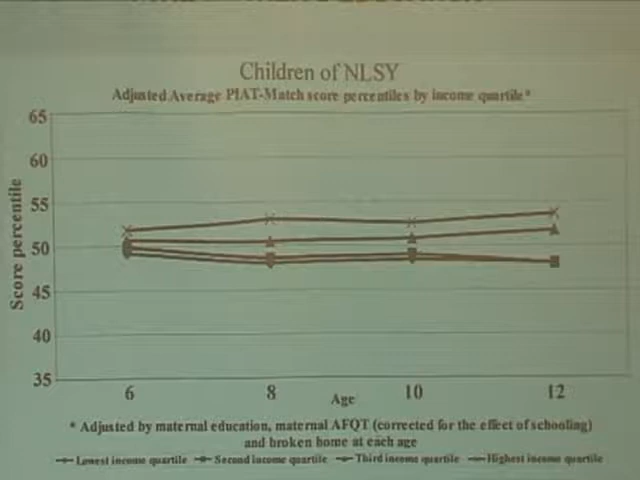 Children of NLSY
Adjusted Average PIAT-Match score percentiles by income quartile*
65
60
55
50
45
40
35
Score percentile
6 8 10 12
Age
* Adjusted by maternal education, maternal AFQT (corrected for the effect of schooling)
and broken home at each age
Lowest income quartile Second income quartile Third income quartile Highest income quartile